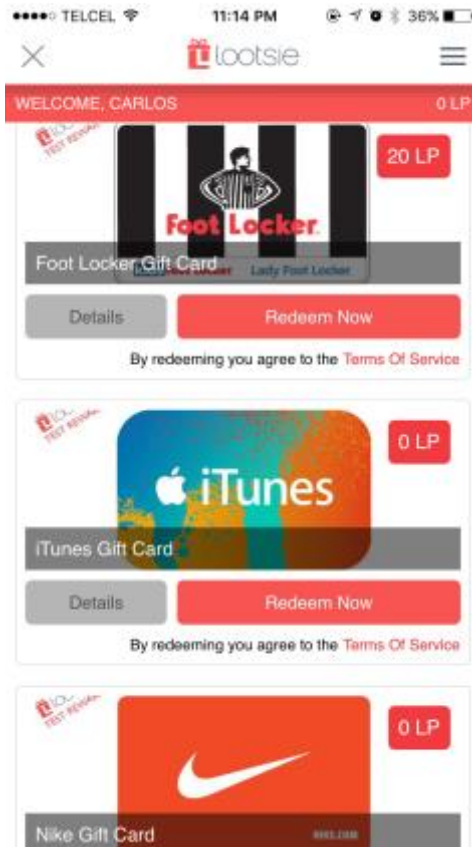 TELCEL 11:14 PM 36%
lootsie
WELCOME, CARLOS 0 LP
TEST REWARD
20 LP
Foot Locker
Foot Locker Gift Card
Lady Foot Locker
Details Redeem Now
By redeeming you agree to the Terms Of Service
0 LP
iTunes
iTunes Gift Card
Details Redeem Now
By redeeming you agree to the Terms Of Service
0 LP
Nike Gift Card